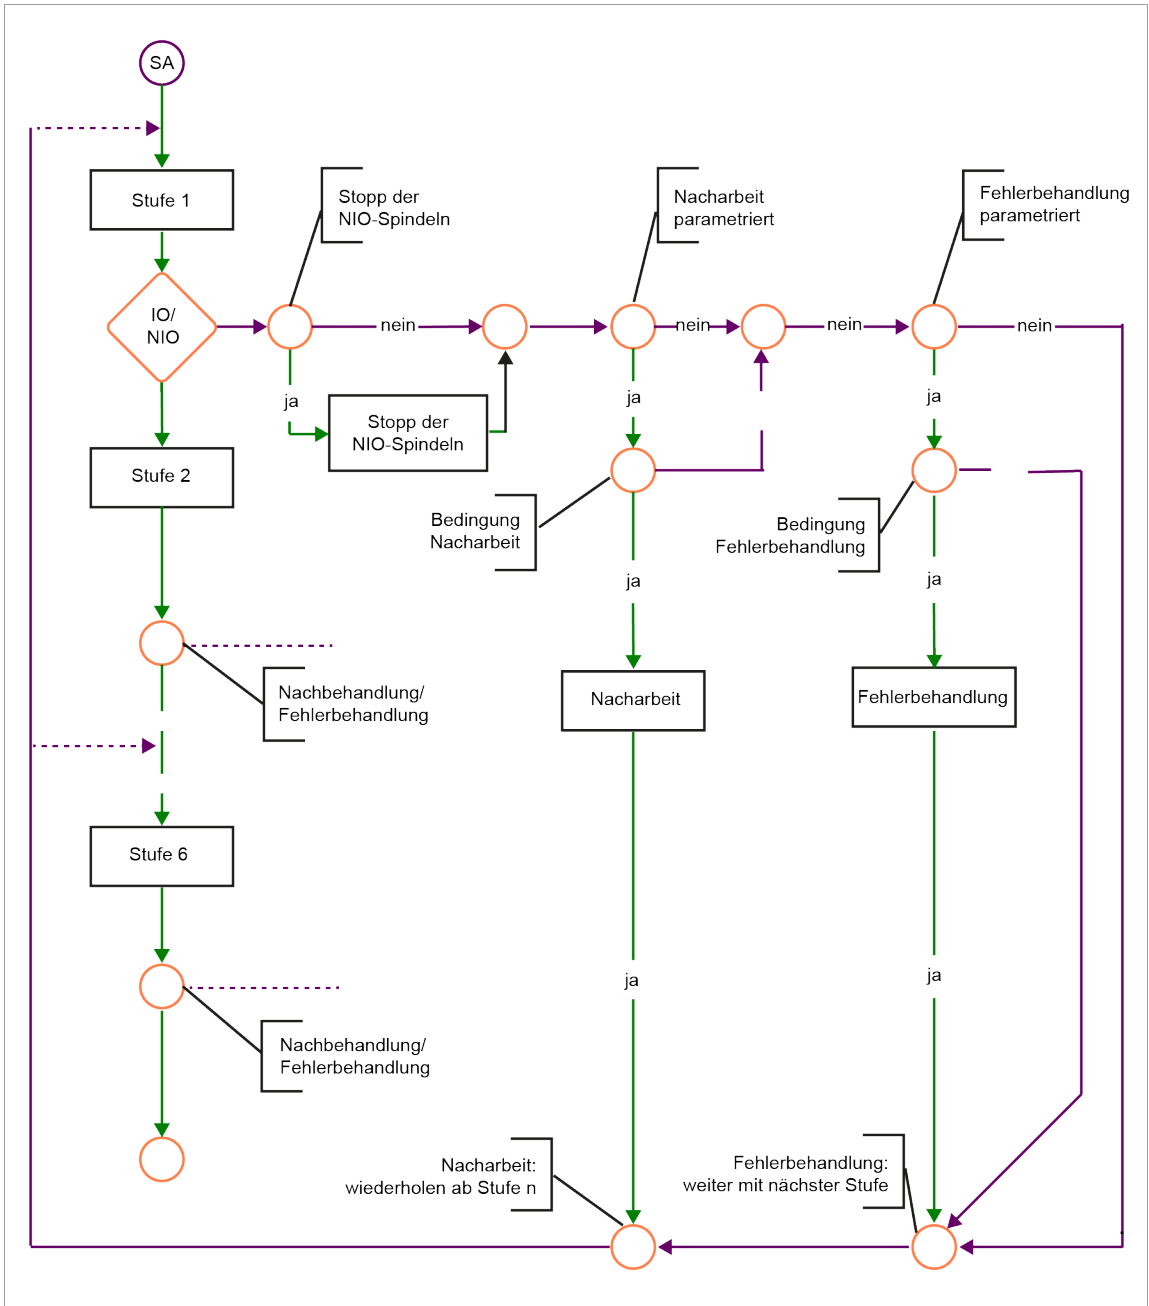 SA
Stufe 1
Stopp der
NIO-Spindeln
Nacharbeit
parametriert
Fehlerbehandlung
parametriert
IO/
NIO
nein
nein
nein
nein
ja
Stopp der
NIO-Spindeln
ja
ja
Stufe 2
Bedingung
Nacharbeit
Bedingung
Fehlerbehandlung
ja
ja
Nachbehandlung/
Fehlerbehandlung
Nacharbeit
Fehlerbehandlung
Stufe 6
ja
ja
Nachbehandlung/
Fehlerbehandlung
Nacharbeit:
wiederholen ab Stufe n
Fehlerbehandlung:
weiter mit nächster Stufe